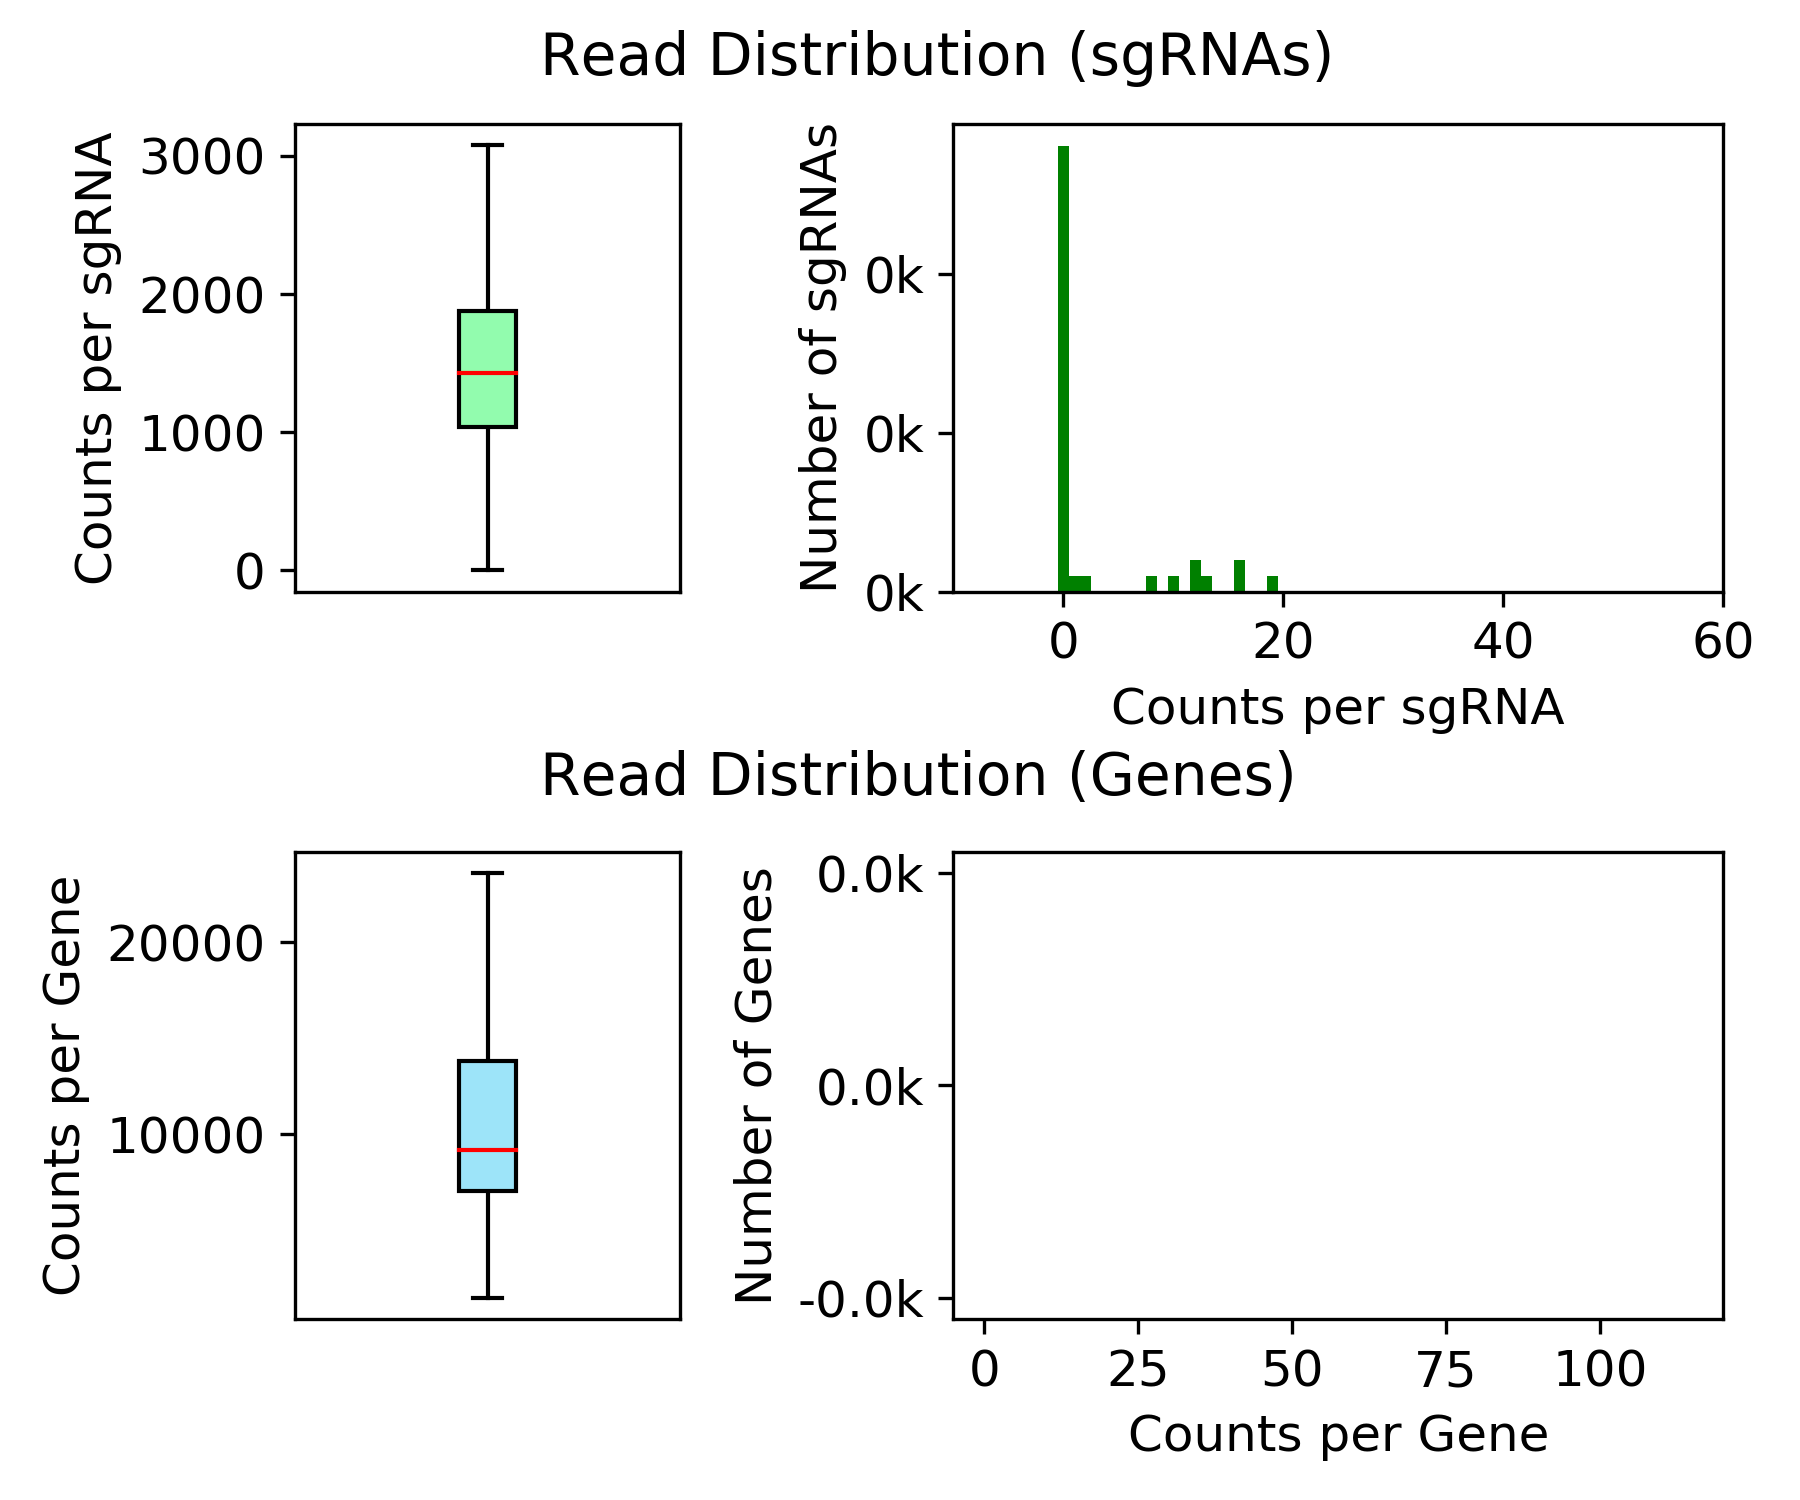 Read Distribution (sgRNAs)
Counts per sgRNA
3000
2000
1000
0
Number of sgRNAs
0k
0k
0k
0
20
40
60
Counts per sgRNA
Read Distribution (Genes)
Counts per Gene
20000
10000
Number of Genes
0.0k
0.0k
-0.0k
0
25
50
75
100
Counts per Gene